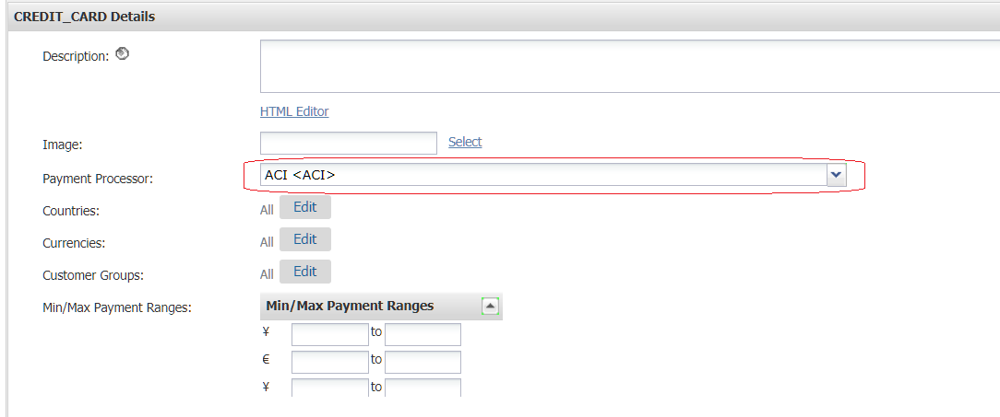 CREDIT_CARD Details
Description:
HTML Editor
Image: Select
Payment Processor: ACI <ACI>
Countries: All Edit
Currencies: All Edit
Customer Groups: All Edit
Min/Max Payment Ranges: Min/Max Payment Ranges
¥ to
€ to
¥ to